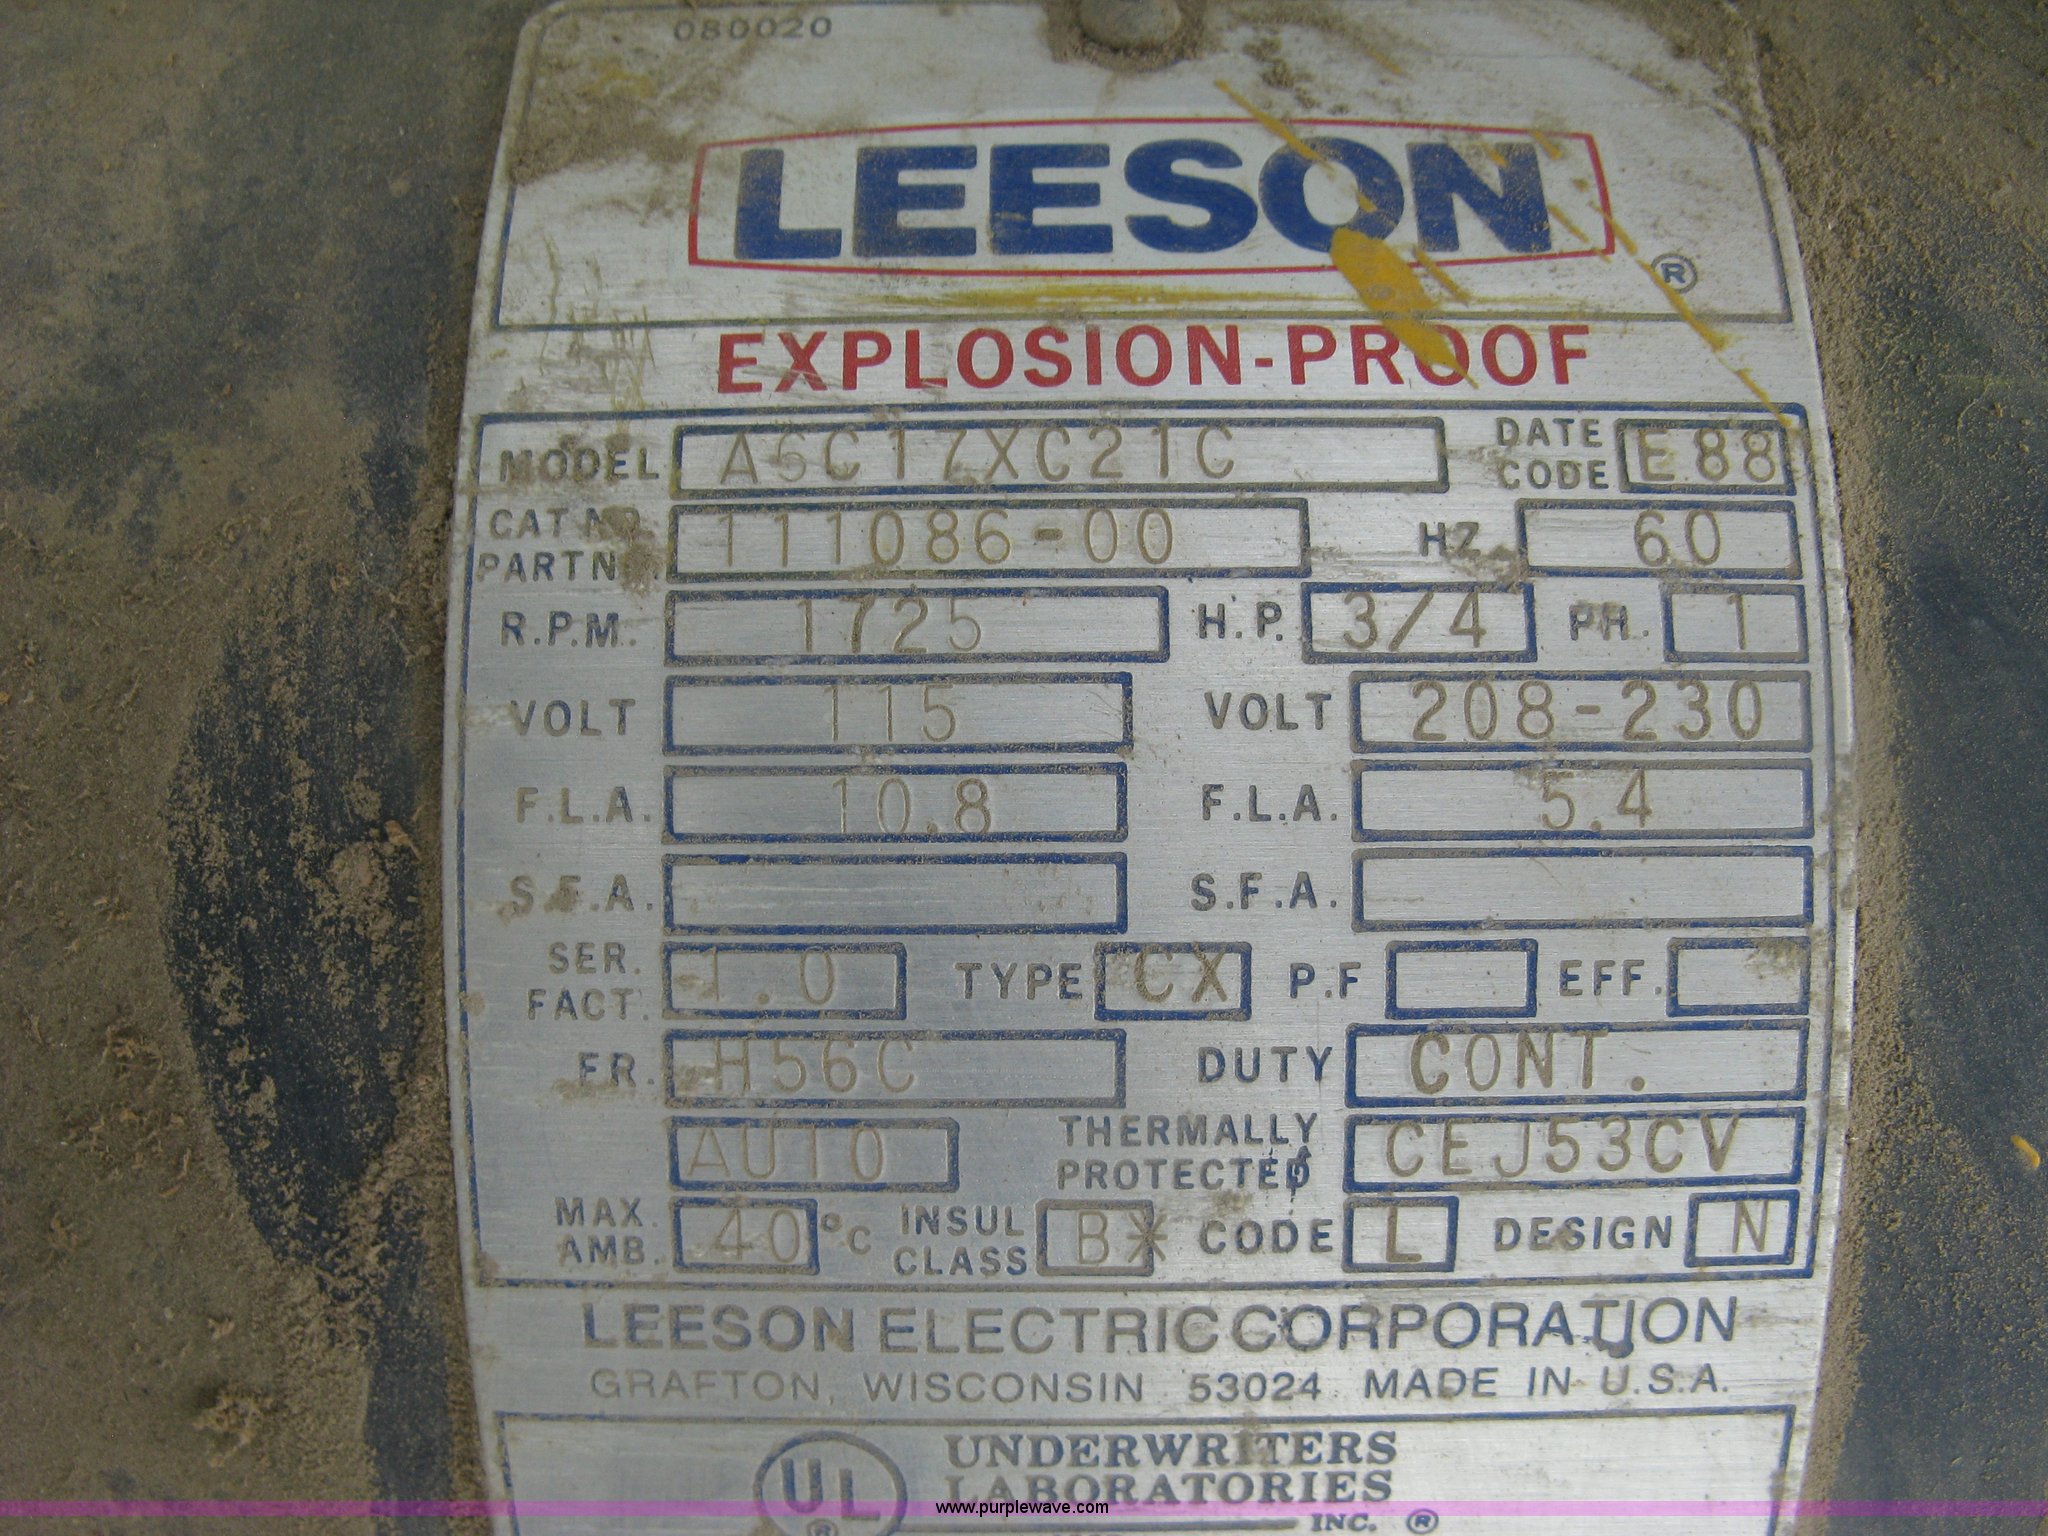 080020
LEESON
®
EXPLOSION-PROOF
MODEL A6C17XC21C DATE CODE E88
CAT NO. PART NO. 111086-00 HZ. 60
R.P.M. 1725 H.P. 3/4 PH. 1
VOLT 115 VOLT 208-230
F.L.A. 10.8 F.L.A. 5.4
S.F.A. S.F.A.
SER. FACT. 1.0 TYPE CX P.F EFF.
FR. H56C DUTY CONT.
AUTO THERMALLY PROTECTED CEJ53CV
MAX. AMB. 40 °C INSUL CLASS B* CODE L DESIGN N
LEESON ELECTRIC CORPORATION
GRAFTON, WISCONSIN 53024 MADE IN U.S.A.
UL ®
UNDERWRITERS
LABORATORIES
INC. ®
www.purplewave.com